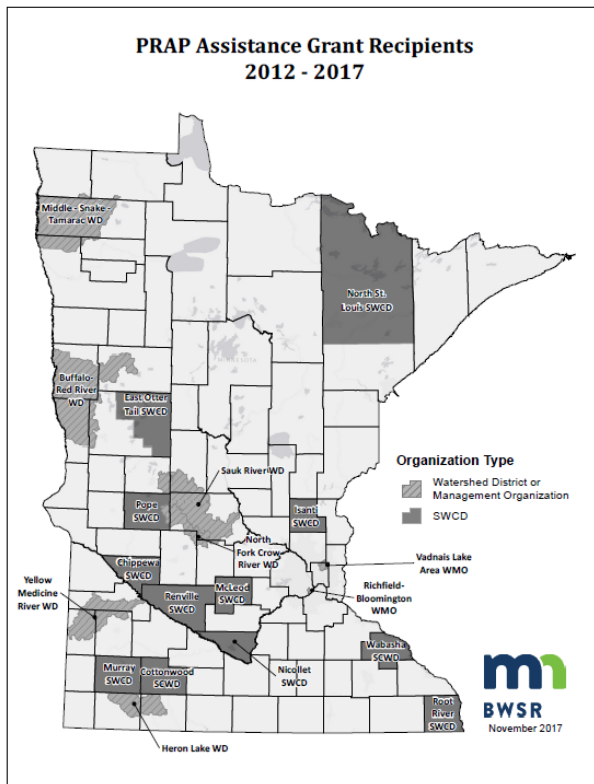 PRAP Assistance Grant Recipients
2012 - 2017
Middle - Snake -
Tamarac WD
North St.
Louis SWCD
Buffalo-
Red River
WD
East Otter
Tail SWCD
Organization Type
Watershed District or
Management Organization
SWCD
Sauk River WD
Pope
SWCD
Isanti
SWCD
North
Fork Crow
River WD
Vadnais Lake
Area WMO
Chippewa
SWCD
Yellow
Medicine
River WD
Renville
SWCD
McLeod
SWCD
Richfield-
Bloomington
WMO
Wabasha
SCWD
Nicollet
SWCD
Murray
SWCD
Cottonwood
SCWD
Root
River
SWCD
Heron Lake WD
mn
BWSR
November 2017